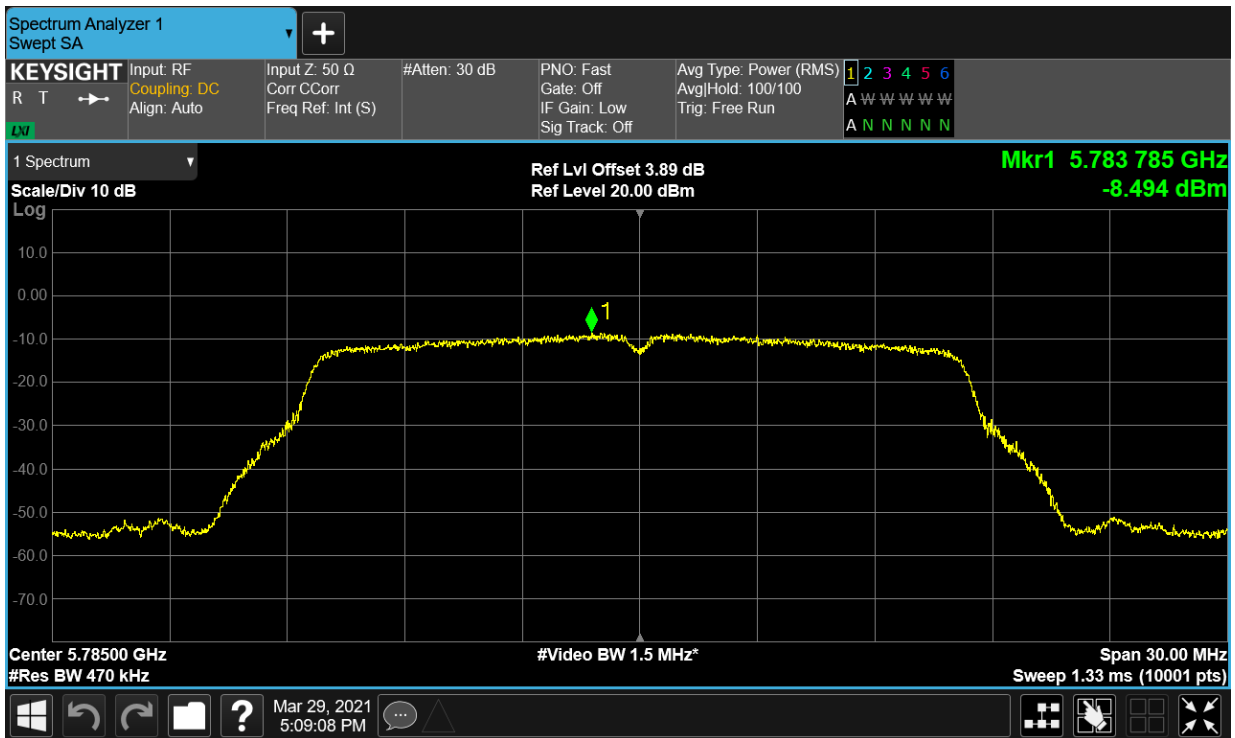 Spectrum Analyzer 1
Swept SA
KEYSIGHT
R T
LXI
Input: RF
Coupling: DC
Align: Auto
Input Z: 50 Ω
Corr CCorr
Freq Ref: Int (S)
#Atten: 30 dB
PNO: Fast
Gate: Off
IF Gain: Low
Sig Track: Off
Avg Type: Power (RMS)
Avg|Hold: 100/100
Trig: Free Run
1 2 3 4 5 6
A W W W W W
A N N N N N
1 Spectrum
Scale/Div 10 dB
Log
Ref Lvl Offset 3.89 dB
Ref Level 20.00 dBm
Mkr1 5.783 785 GHz
-8.494 dBm
10.0
0.00
1
-10.0
-20.0
-30.0
-40.0
-50.0
-60.0
-70.0
Center 5.78500 GHz
#Res BW 470 kHz
#Video BW 1.5 MHz*
Span 30.00 MHz
Sweep 1.33 ms (10001 pts)
?
Mar 29, 2021
5:09:08 PM